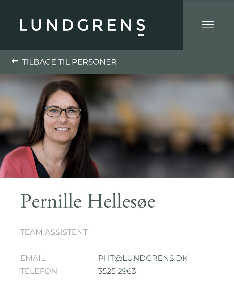 LUNDGRENS
← TILBAGE TIL PERSONER
Pernille Hellesøe
TEAM ASSISTENT
EMAIL PHT@LUNDGRENS.DK
TELEFON 3525 2963